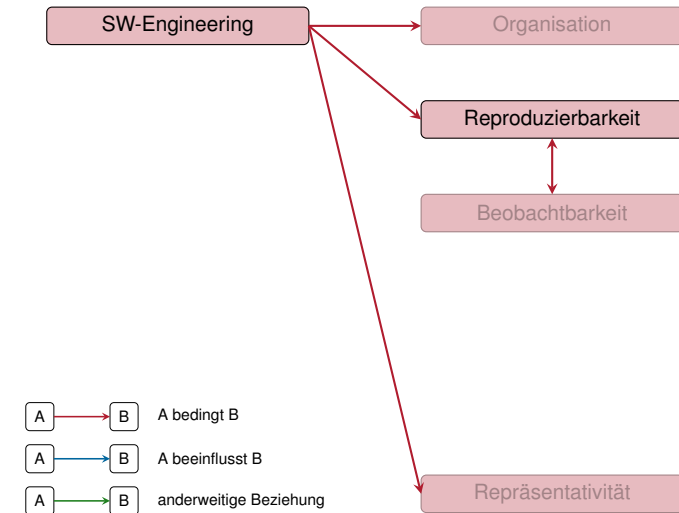 SW-Engineering
Organisation
Reproduzierbarkeit
Beobachtbarkeit
A B A bedingt B
A B A beeinflusst B
A B anderweitige Beziehung
Repräsentativität